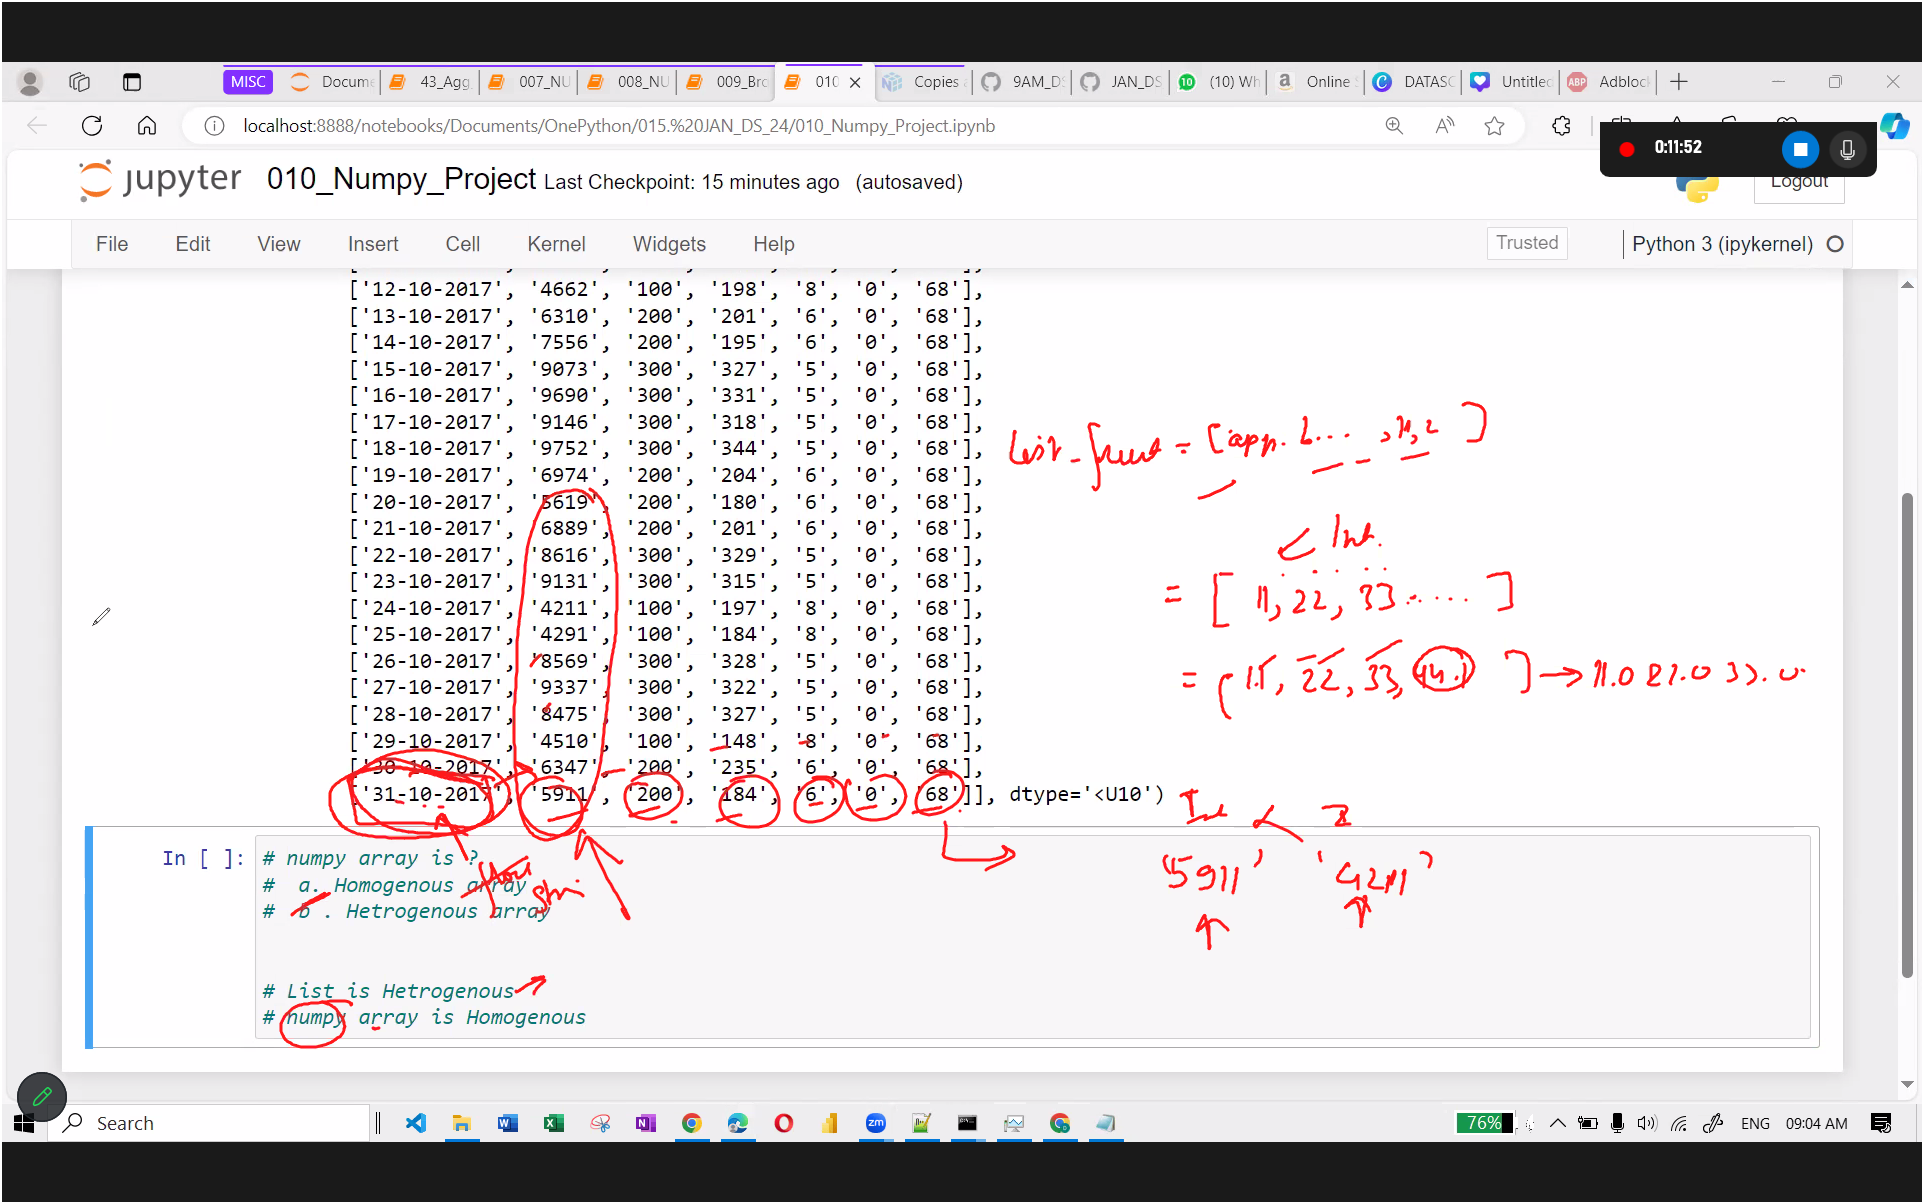 MISC Docume 43_Agg 007_NU 008_NU 009_Bro 010 Copies a 9AM_DS JAN_DS (10) Wh Online S DATASC Untitled Adblock
localhost:8888/notebooks/Documents/OnePython/015.%20JAN_DS_24/010_Numpy_Project.ipynb
0:11:52
jupyter 010_Numpy_Project Last Checkpoint: 15 minutes ago (autosaved)
Logout
File Edit View Insert Cell Kernel Widgets Help
Trusted
Python 3 (ipykernel)
['12-10-2017', '4662', '100', '198', '8', '0', '68'],
['13-10-2017', '6310', '200', '201', '6', '0', '68'],
['14-10-2017', '7556', '200', '195', '6', '0', '68'],
['15-10-2017', '9073', '300', '327', '5', '0', '68'],
['16-10-2017', '9690', '300', '331', '5', '0', '68'],
['17-10-2017', '9146', '300', '318', '5', '0', '68'],
['18-10-2017', '9752', '300', '344', '5', '0', '68'],
['19-10-2017', '6974', '200', '204', '6', '0', '68'],
['20-10-2017', '5619', '200', '180', '6', '0', '68'],
['21-10-2017', '6889', '200', '201', '6', '0', '68'],
['22-10-2017', '8616', '300', '329', '5', '0', '68'],
['23-10-2017', '9131', '300', '315', '5', '0', '68'],
['24-10-2017', '4211', '100', '197', '8', '0', '68'],
['25-10-2017', '4291', '100', '184', '8', '0', '68'],
['26-10-2017', '8569', '300', '328', '5', '0', '68'],
['27-10-2017', '9337', '300', '322', '5', '0', '68'],
['28-10-2017', '8475', '300', '327', '5', '0', '68'],
['29-10-2017', '4510', '100', '148', '8', '0', '68'],
['30-10-2017', '6347', '200', '235', '6', '0', '68'],
['31-10-2017', '5911', '200', '184', '6', '0', '68']], dtype='<U10')
= [app. b... , 11, 2 ]
Int.
= [ 11, 22, 33 ..... ]
22, 33, 44.1 ] → 11.0 33.0
Int
'5911' '4211'
In [ ]:
# numpy array is ?
#  a. Homogenous array
#  b . Hetrogenous array
# List is Hetrogenous
# numpy array is Homogenous
Search
76%
ENG
09:04 AM